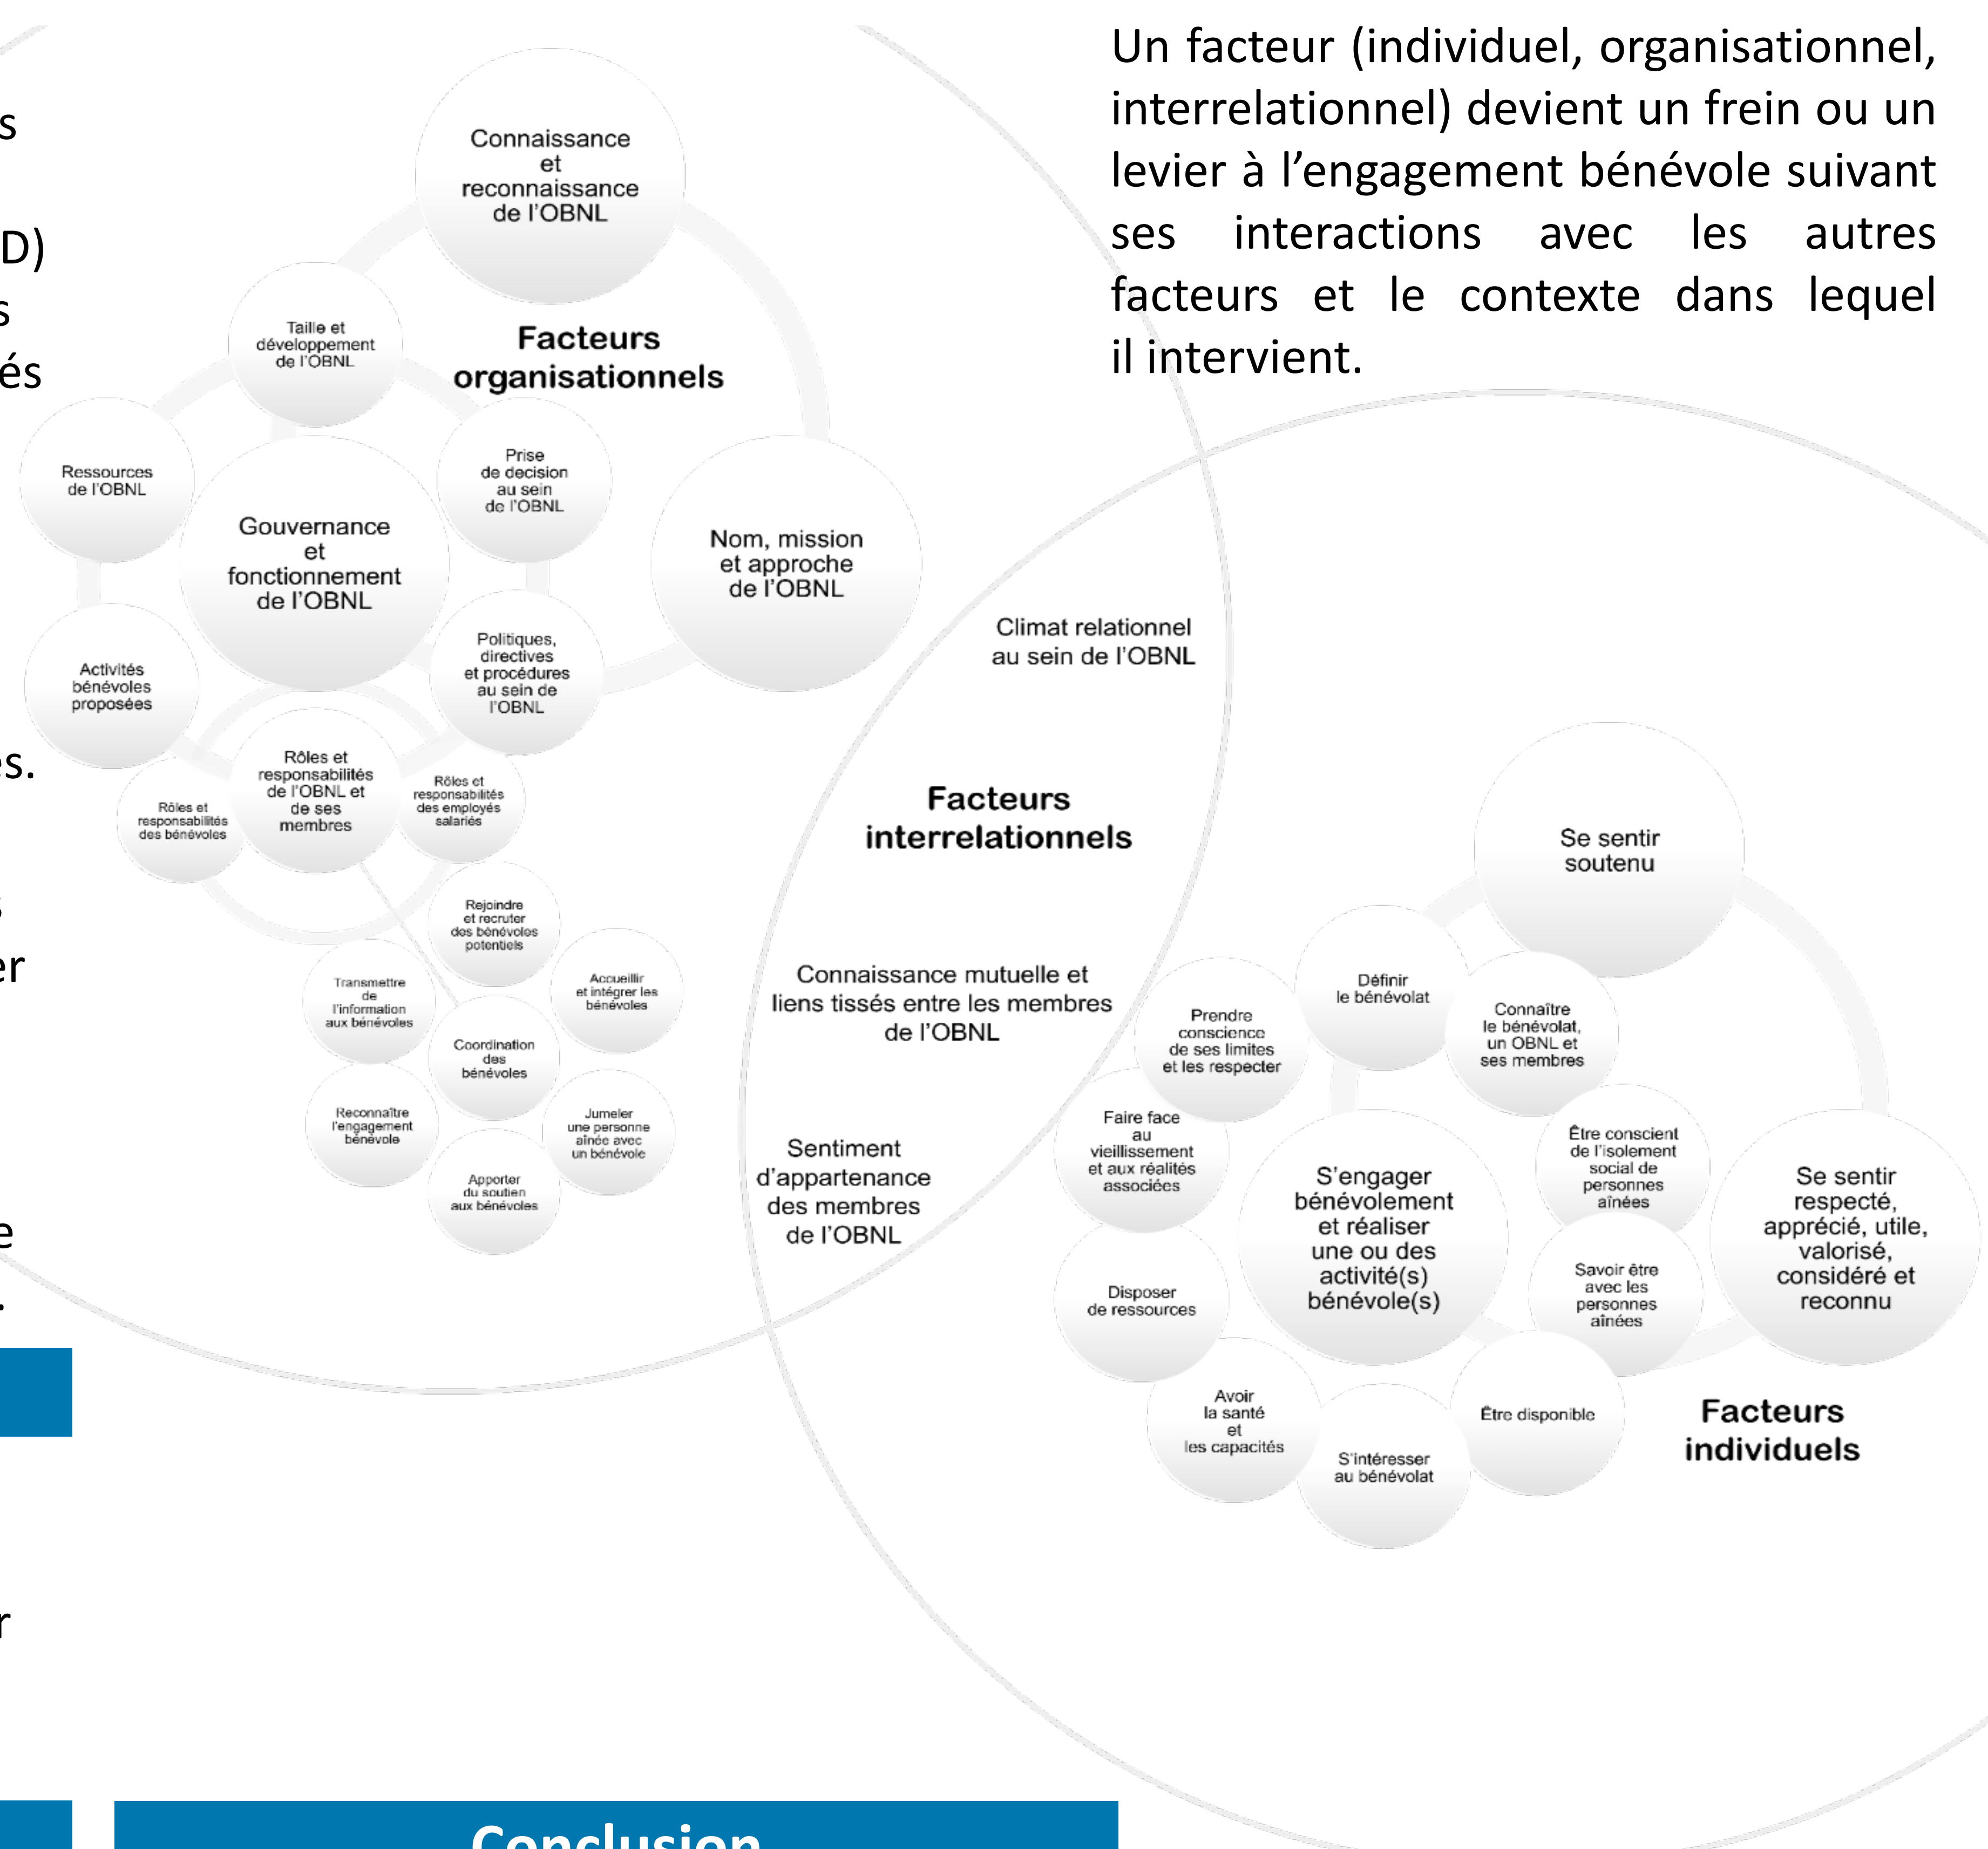 s
D)
s
és
es.
s
er
e
.
r
Un facteur (individuel, organisationnel,
interrelationnel) devient un frein ou un
levier à l'engagement bénévole suivant
ses interactions avec les autres
facteurs et le contexte dans lequel
il intervient.
Connaissance
et
reconnaissance
de l'OBNL
Taille et
développement
de l'OBNL
Facteurs
organisationnels
Ressources
de l'OBNL
Prise
de decision
au sein
de l'OBNL
Gouvernance
et
fonctionnement
de l'OBNL
Nom, mission
et approche
de l'OBNL
Activités
bénévoles
proposées
Politiques,
directives
et procédures
au sein de
l'OBNL
Rôles et
responsabilités
des bénévoles
Rôles et
responsabilités
de l'OBNL et
de ses
membres
Rôles et
responsabilités
des employés
salariés
Rejoindre
et recruter
des bénévoles
potentiels
Transmettre
de
l'information
aux bénévoles
Accueillir
et intégrer les
bénévoles
Coordination
des
bénévoles
Reconnaître
l'engagement
bénévole
Jumeler
une personne
aînée avec
un bénévole
Apporter
du soutien
aux bénévoles
Climat relationnel
au sein de l'OBNL
Facteurs
interrelationnels
Connaissance mutuelle et
liens tissés entre les membres
de l'OBNL
Sentiment
d'appartenance
des membres
de l'OBNL
Se sentir
soutenu
Définir
le bénévolat
Prendre
conscience
de ses limites
et les respecter
Connaître
le bénévolat,
un OBNL et
ses membres
Faire face
au
vieillissement
et aux réalités
associées
Être conscient
de l'isolement
social de
personnes
aînées
S'engager
bénévolement
et réaliser
une ou des
activité(s)
bénévole(s)
Se sentir
respecté,
apprécié, utile,
valorisé,
considéré et
reconnu
Disposer
de ressources
Savoir être
avec les
personnes
aînées
Avoir
la santé
et
les capacités
S'intéresser
au bénévolat
Être disponible
Facteurs
individuels
Conclusion